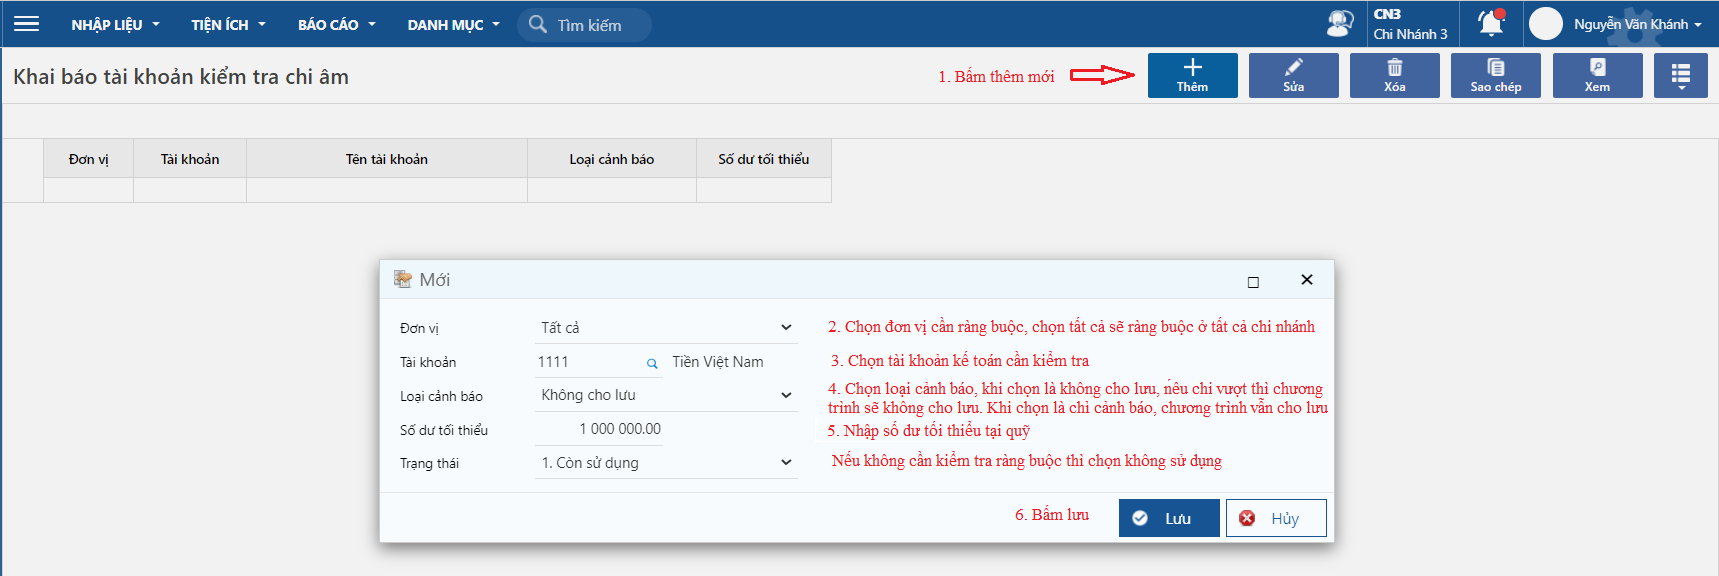 NHẬP LIỆU TIỆN ÍCH BÁO CÁO DANH MỤC Tìm kiếm CN3 Nguyễn Văn Khánh
Chi Nhánh 3
Khai báo tài khoản kiểm tra chi âm
1. Bấm thêm mới
Thêm Sửa Xóa Sao chép Xem
Đơn vị Tài khoản Tên tài khoản Loại cảnh báo Số dư tối thiểu
Mới
Đơn vị Tất cả 2. Chọn đơn vị cần ràng buộc, chọn tất cả sẽ ràng buộc ở tất cả chi nhánh
Tài khoản 1111 Tiền Việt Nam 3. Chọn tài khoản kế toán cần kiểm tra
Loại cảnh báo Không cho lưu 4. Chọn loại cảnh báo, khi chọn là không cho lưu, nếu chi vượt thì chương
trình sẽ không cho lưu. Khi chọn là chỉ cảnh báo, chương trình vẫn cho lưu
Số dư tối thiểu 1 000 000.00 5. Nhập số dư tối thiểu tại quỹ
Trạng thái 1. Còn sử dụng Nếu không cần kiểm tra ràng buộc thì chọn không sử dụng
6. Bấm lưu Lưu Hủy